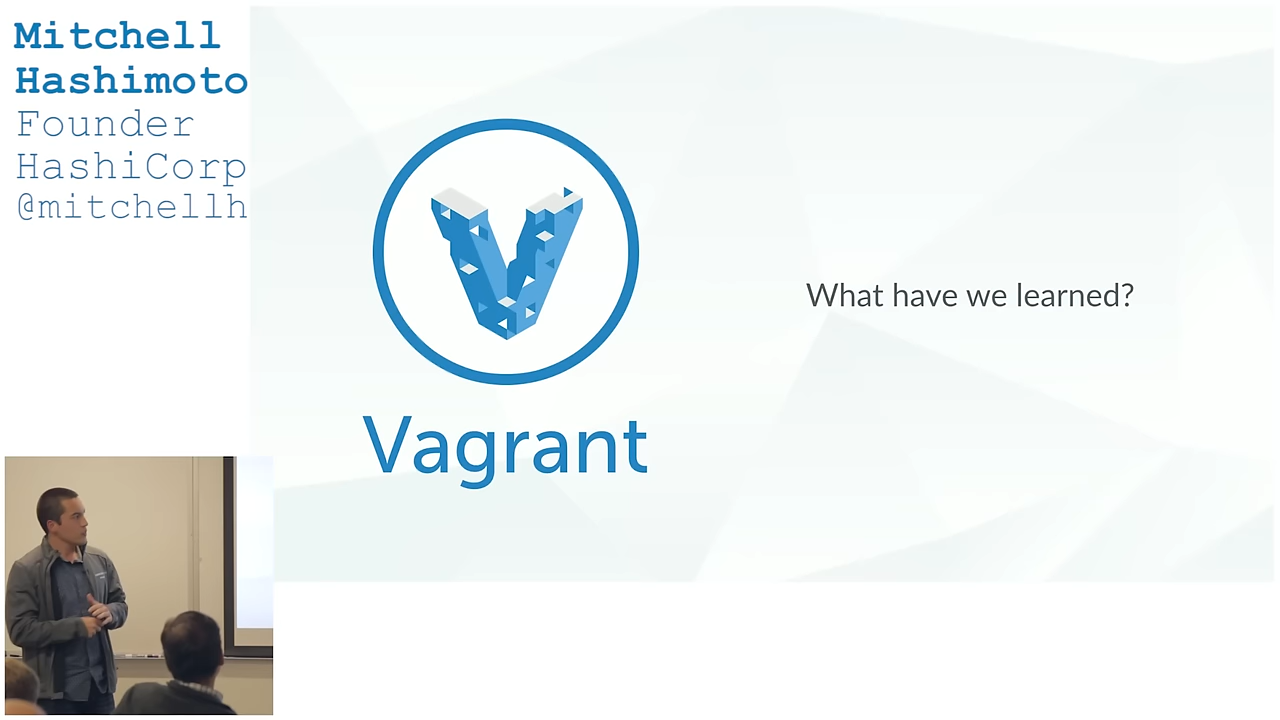 Mitchell
Hashimoto
Founder
HashiCorp
@mitchellh
Vagrant
What have we learned?